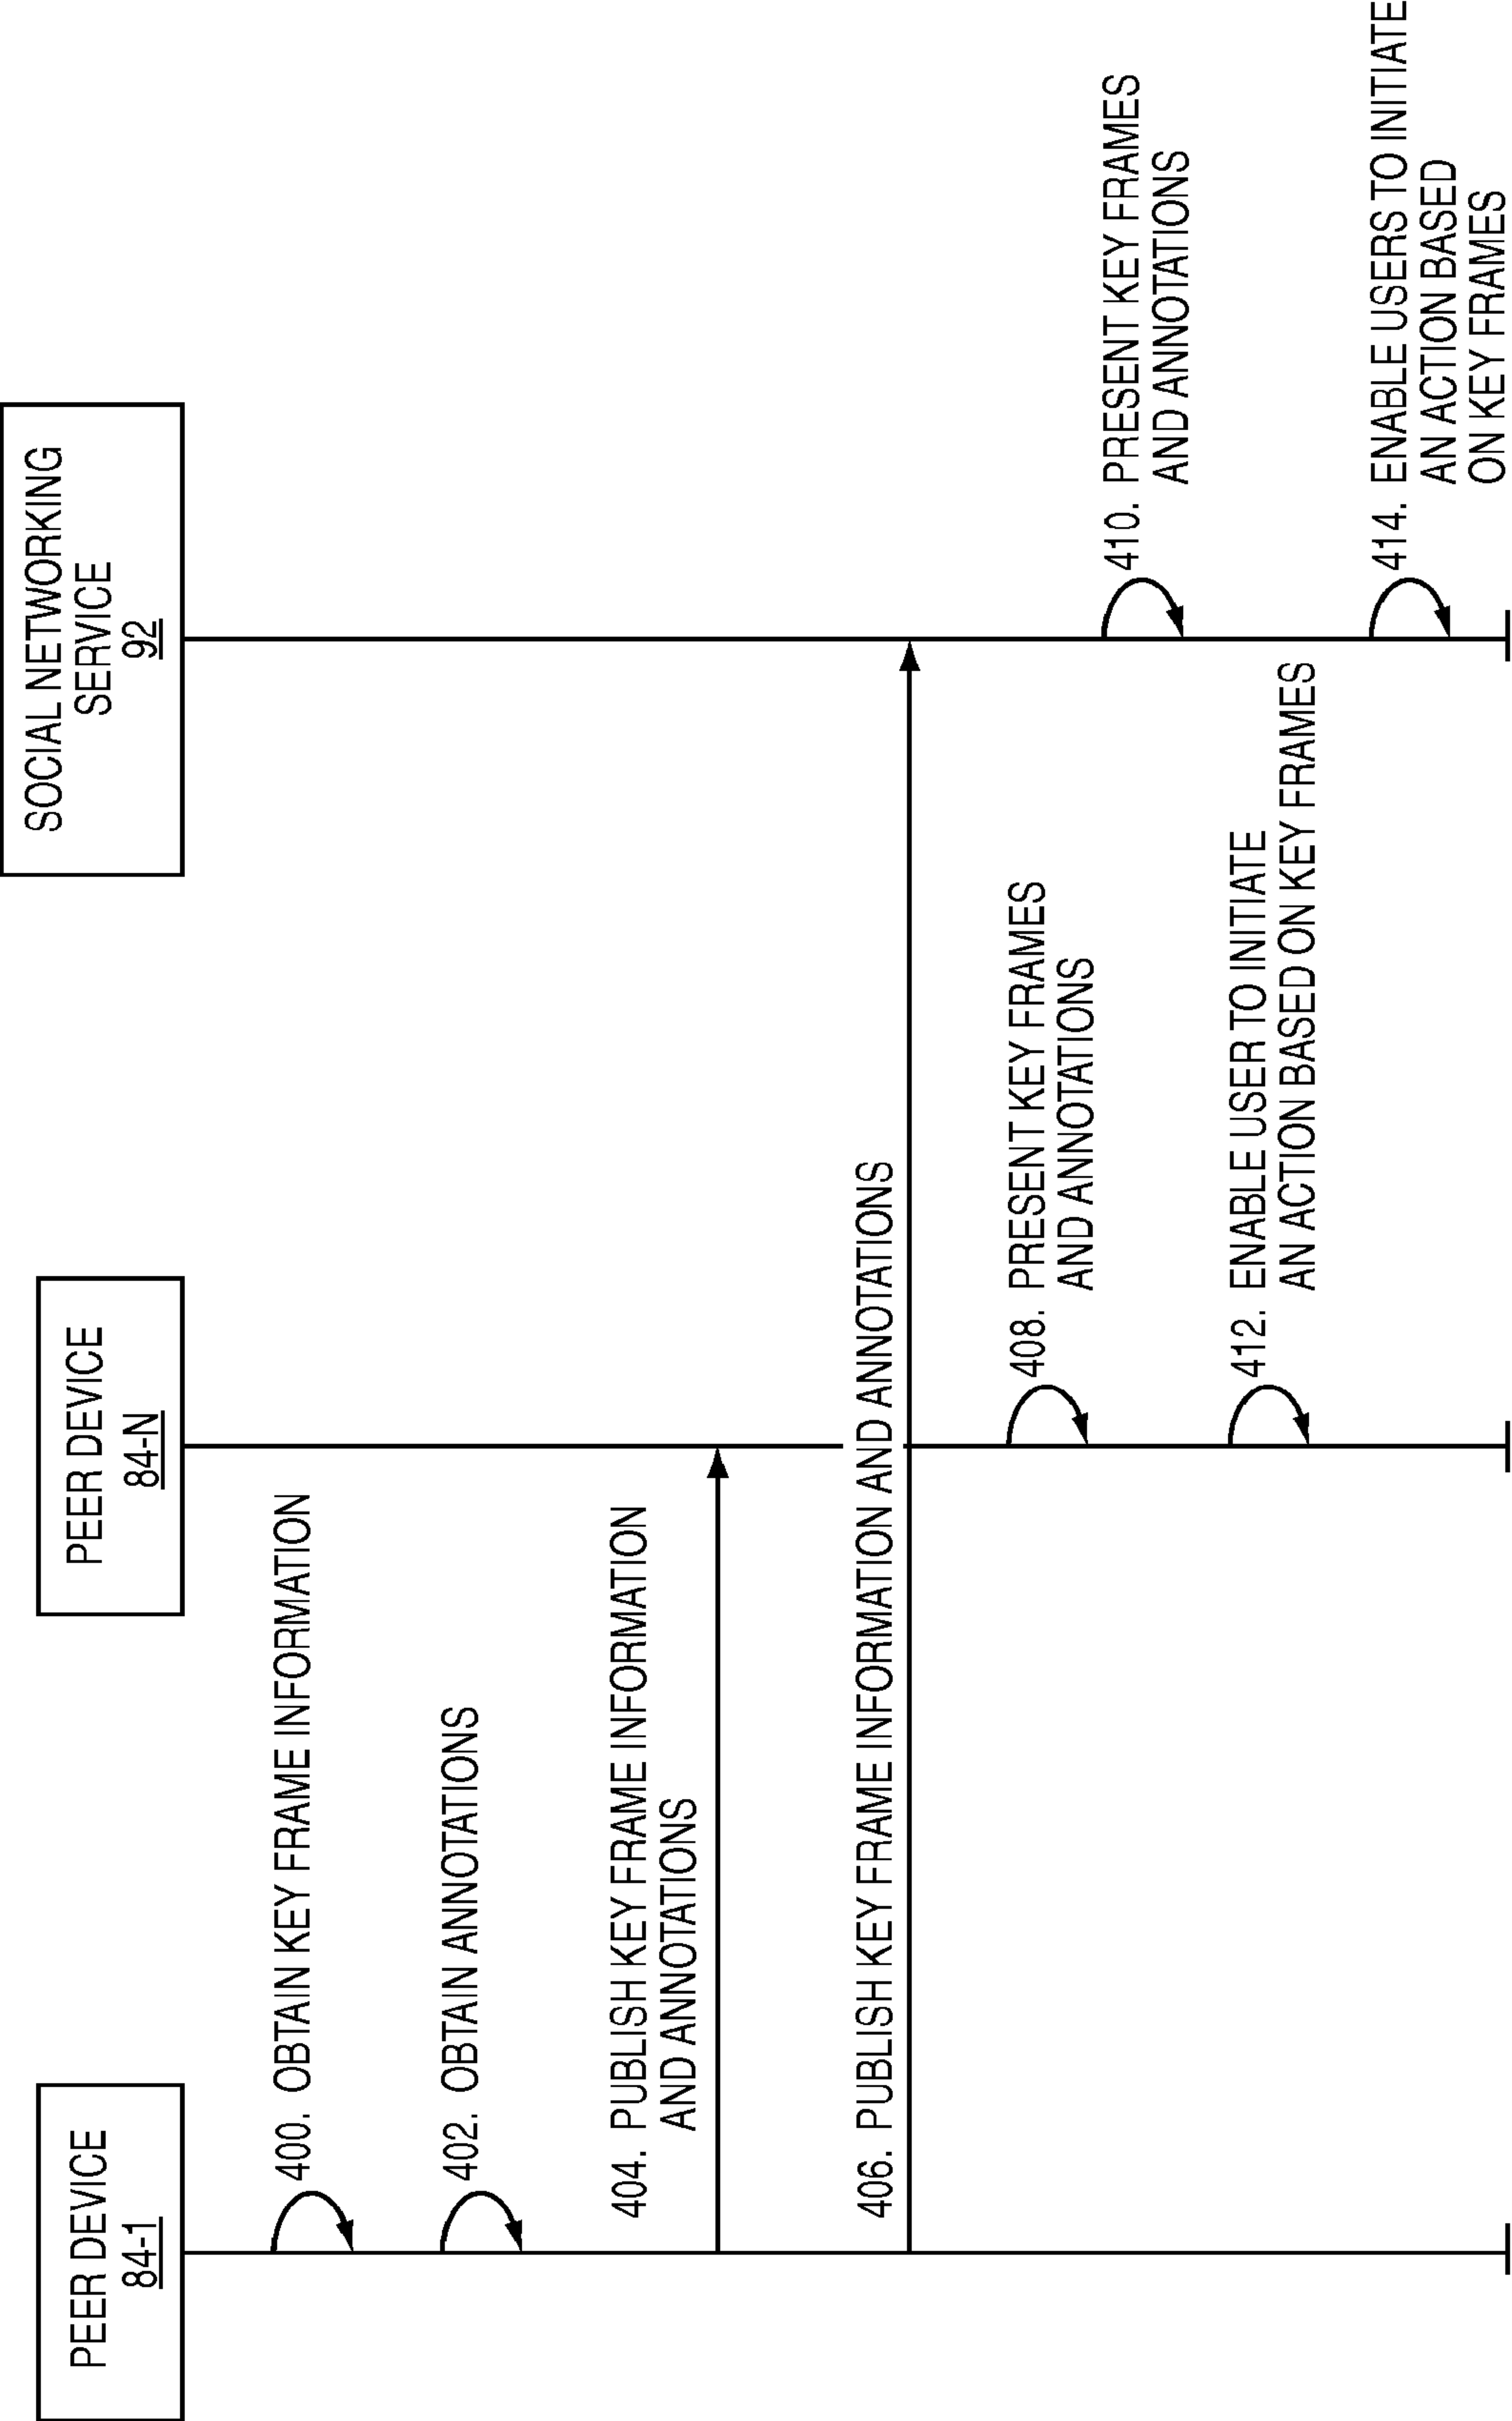 PEER DEVICE
84-1
PEER DEVICE
84-N
SOCIAL NETWORKING
SERVICE
92
400. OBTAIN KEY FRAME INFORMATION
402. OBTAIN ANNOTATIONS
404. PUBLISH KEY FRAME INFORMATION
AND ANNOTATIONS
406. PUBLISH KEY FRAME INFORMATION AND ANNOTATIONS
408. PRESENT KEY FRAMES
AND ANNOTATIONS
410. PRESENT KEY FRAMES
AND ANNOTATIONS
412. ENABLE USER TO INITIATE
AN ACTION BASED ON KEY FRAMES
414. ENABLE USERS TO INITIATE
AN ACTION BASED
ON KEY FRAMES